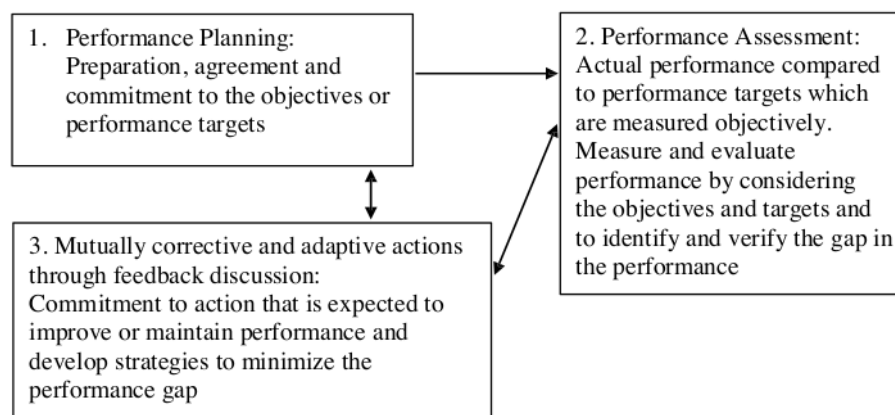 1. Performance Planning:
Preparation, agreement and
commitment to the objectives or
performance targets
2. Performance Assessment:
Actual performance compared
to performance targets which
are measured objectively.
Measure and evaluate
performance by considering
the objectives and targets and
to identify and verify the gap in
the performance
3. Mutually corrective and adaptive actions
through feedback discussion:
Commitment to action that is expected to
improve or maintain performance and
develop strategies to minimize the
performance gap